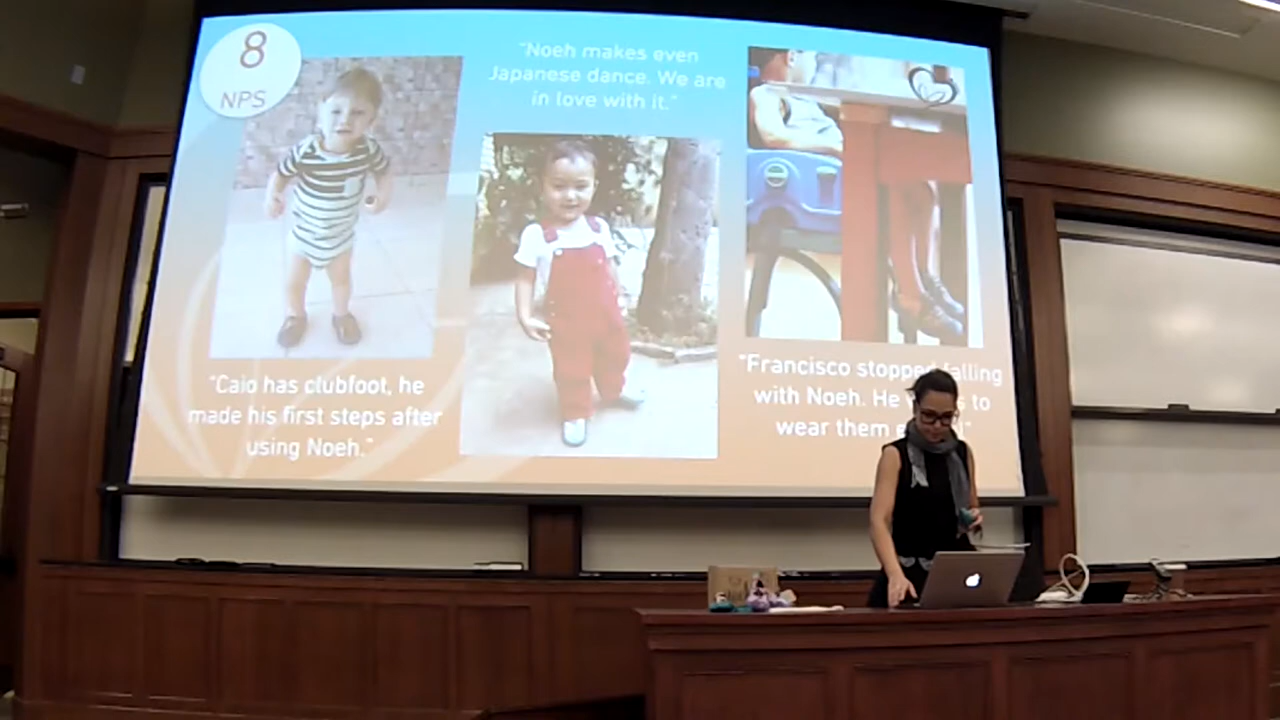 8
NPS
"Noeh makes even
Japanese dance. We are
in love with it."
"Caio has clubfoot, he
made his first steps after
using Noeh."
"Francisco stopped falling
with Noeh. He to
wear them